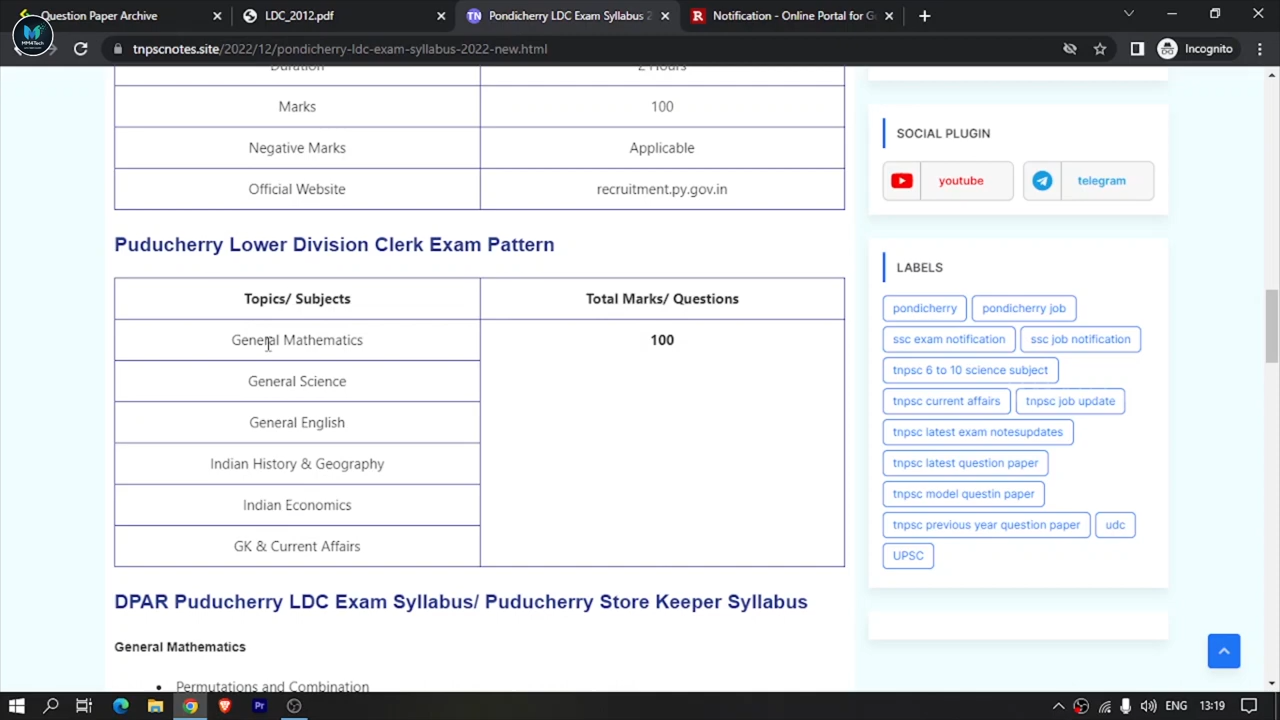 Question Paper Archive
LDC_2012.pdf
Pondicherry LDC Exam Syllabus 2
Notification - Online Portal for Go
MM4Tech
tnpscnotes.site/2022/12/pondicherry-ldc-exam-syllabus-2022-new.html
Incognito
Duration 2 Hours
Marks 100
Negative Marks Applicable
Official Website recruitment.py.gov.in
Puducherry Lower Division Clerk Exam Pattern
Topics/ Subjects Total Marks/ Questions
General Mathematics 100
General Science
General English
Indian History & Geography
Indian Economics
GK & Current Affairs
DPAR Puducherry LDC Exam Syllabus/ Puducherry Store Keeper Syllabus
General Mathematics
• Permutations and Combination
SOCIAL PLUGIN
youtube telegram
LABELS
pondicherry pondicherry job
ssc exam notification ssc job notification
tnpsc 6 to 10 science subject
tnpsc current affairs tnpsc job update
tnpsc latest exam notesupdates
tnpsc latest question paper
tnpsc model questin paper
tnpsc previous year question paper udc
UPSC
ENG 13:19